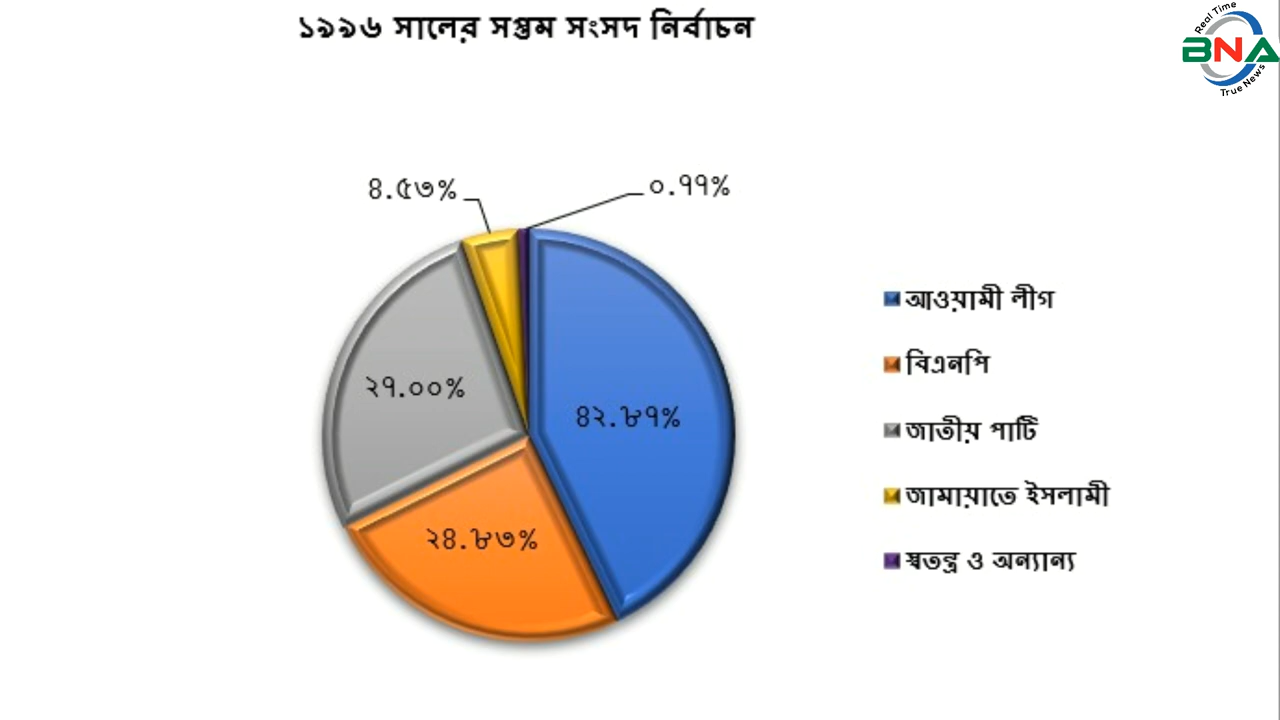 ১৯৯৬ সালের সপ্তম সংসদ নির্বাচন
Real Time
BNA
True News
৪.৫৩%
০.৭৭%
২৭.০০%
৪২.৮৭%
২৪.৮৩%
আওয়ামী লীগ
বিএনপি
জাতীয় পার্টি
জামায়াতে ইসলামী
স্বতন্ত্র ও অন্যান্য